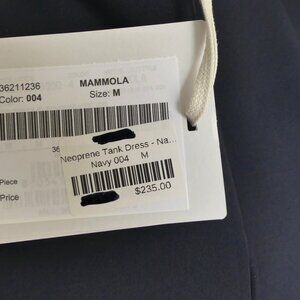 36211236 MAMMOLA
Color: 004 Size: M
36
Neoprene Tank Dress - Na...
Navy 004 M
Piece
$235.00
Price